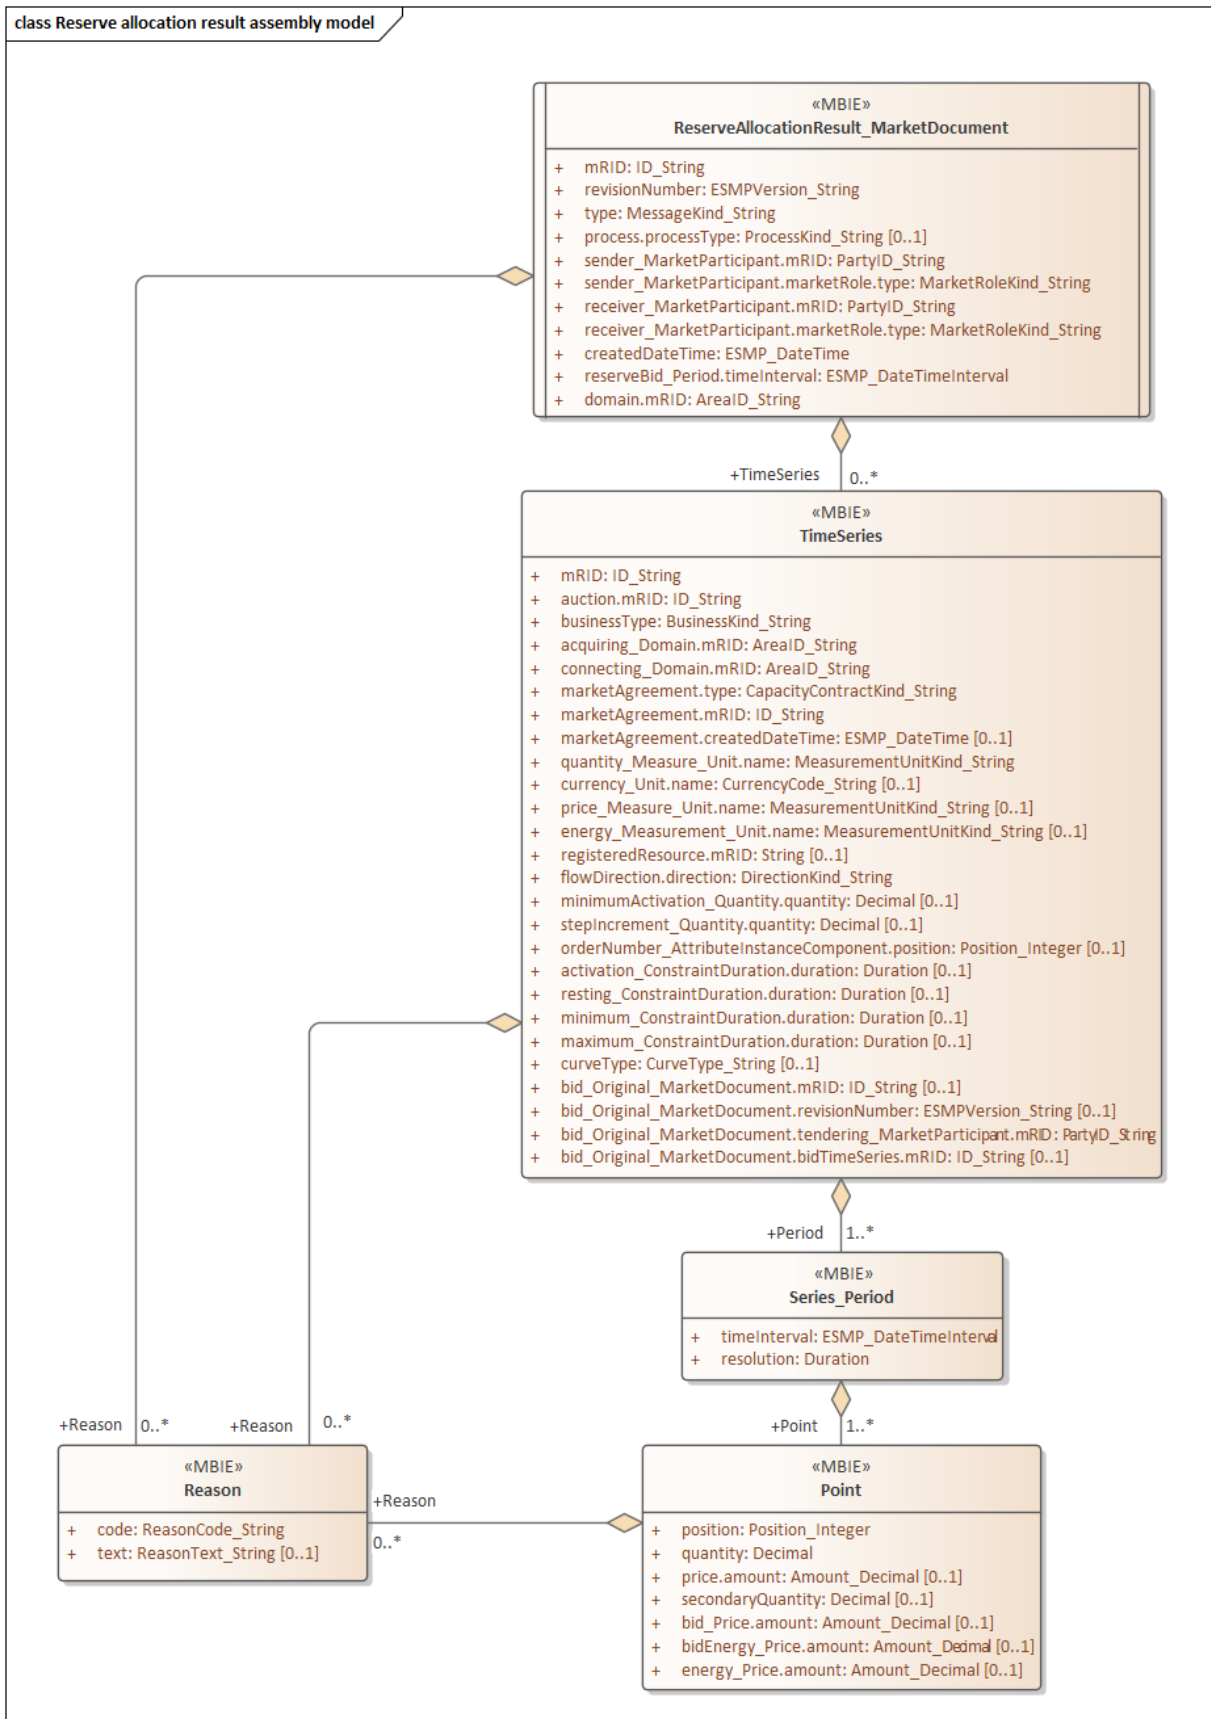 class Reserve allocation result assembly model
«MBIE»
ReserveAllocationResult_MarketDocument
+ mRID: ID_String
+ revisionNumber: ESMPVersion_String
+ type: MessageKind_String
+ process.processType: ProcessKind_String [0..1]
+ sender_MarketParticipant.mRID: PartyID_String
+ sender_MarketParticipant.marketRole.type: MarketRoleKind_String
+ receiver_MarketParticipant.mRID: PartyID_String
+ receiver_MarketParticipant.marketRole.type: MarketRoleKind_String
+ createdDateTime: ESMP_DateTime
+ reserveBid_Period.timeInterval: ESMP_DateTimeInterval
+ domain.mRID: AreaID_String
+TimeSeries 0..*
«MBIE»
TimeSeries
+ mRID: ID_String
+ auction.mRID: ID_String
+ businessType: BusinessKind_String
+ acquiring_Domain.mRID: AreaID_String
+ connecting_Domain.mRID: AreaID_String
+ marketAgreement.type: CapacityContractKind_String
+ marketAgreement.mRID: ID_String
+ marketAgreement.createdDateTime: ESMP_DateTime [0..1]
+ quantity_Measure_Unit.name: MeasurementUnitKind_String
+ currency_Unit.name: CurrencyCode_String [0..1]
+ price_Measure_Unit.name: MeasurementUnitKind_String [0..1]
+ energy_Measurement_Unit.name: MeasurementUnitKind_String [0..1]
+ registeredResource.mRID: String [0..1]
+ flowDirection.direction: DirectionKind_String
+ minimumActivation_Quantity.quantity: Decimal [0..1]
+ stepIncrement_Quantity.quantity: Decimal [0..1]
+ orderNumber_AttributeInstanceComponent.position: Position_Integer [0..1]
+ activation_ConstraintDuration.duration: Duration [0..1]
+ resting_ConstraintDuration.duration: Duration [0..1]
+ minimum_ConstraintDuration.duration: Duration [0..1]
+ maximum_ConstraintDuration.duration: Duration [0..1]
+ curveType: CurveType_String [0..1]
+ bid_Original_MarketDocument.mRID: ID_String [0..1]
+ bid_Original_MarketDocument.revisionNumber: ESMPVersion_String [0..1]
+ bid_Original_MarketDocument.tendering_MarketParticipant.mRID: PartyID_String
+ bid_Original_MarketDocument.bidTimeSeries.mRID: ID_String [0..1]
+Period 1..*
«MBIE»
Series_Period
+ timeInterval: ESMP_DateTimeInterval
+ resolution: Duration
+Point 1..*
+Reason 0..*
+Reason 0..*
«MBIE»
Reason
+ code: ReasonCode_String
+ text: ReasonText_String [0..1]
+Reason
0..*
«MBIE»
Point
+ position: Position_Integer
+ quantity: Decimal
+ price.amount: Amount_Decimal [0..1]
+ secondaryQuantity: Decimal [0..1]
+ bid_Price.amount: Amount_Decimal [0..1]
+ bidEnergy_Price.amount: Amount_Decimal [0..1]
+ energy_Price.amount: Amount_Decimal [0..1]